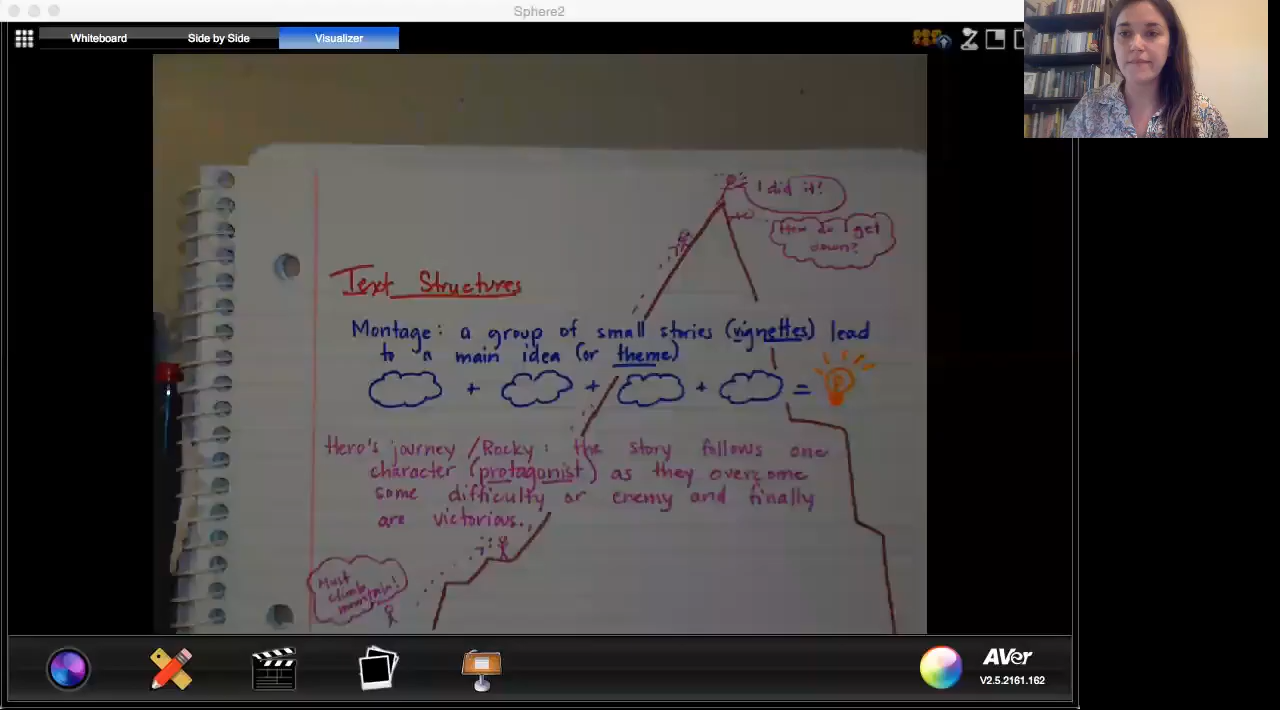 Sphere2
Whiteboard
Side by Side
Visualizer
I did it!
How do I get
down?
Text Structures
Montage: a group of small stories (vignettes) lead
to a main idea (or theme)
+ + + =
Hero's journey /Rocky: the story follows one
character (protagonist) as they overcome
some difficulty or enemy and finally
are victorious.
Must
climb
mountain!
AVer
V2.5.2161.162